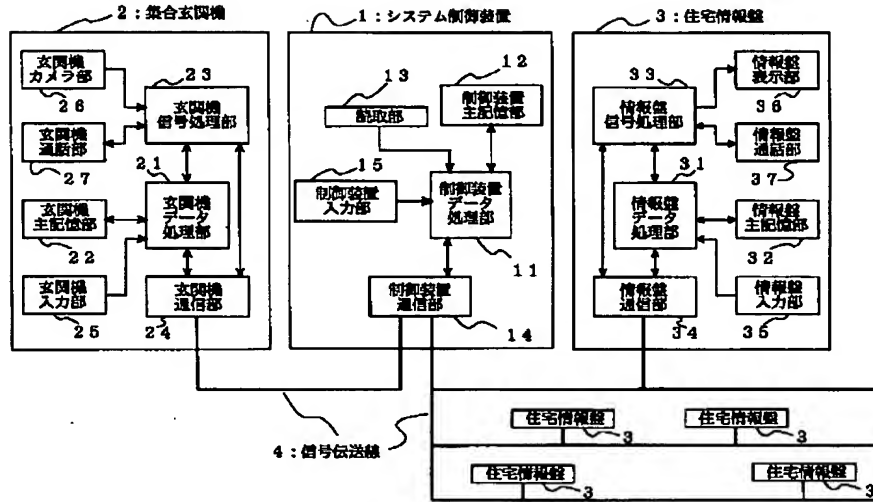 2：集合玄関機
1：システム制御装置
3：住宅情報盤
玄関機
カメラ部
26
23
玄関機
信号処理部
玄関機
通話部
27
21
玄関機
データ
処理部
玄関機
主記憶部
22
玄関機
入力部
25
玄関機
通信部
24
13
読取部
12
制御装置
主記憶部
15
制御装置
入力部
制御装置
データ
処理部
11
制御装置
通信部
14
33
情報盤
信号処理部
情報盤
表示部
36
情報盤
通話部
37
31
情報盤
データ
処理部
情報盤
主記憶部
32
情報盤
通信部
34
情報盤
入力部
35
4：信号伝送線
住宅情報盤
3
住宅情報盤
3
住宅情報盤
3
住宅情報盤
3